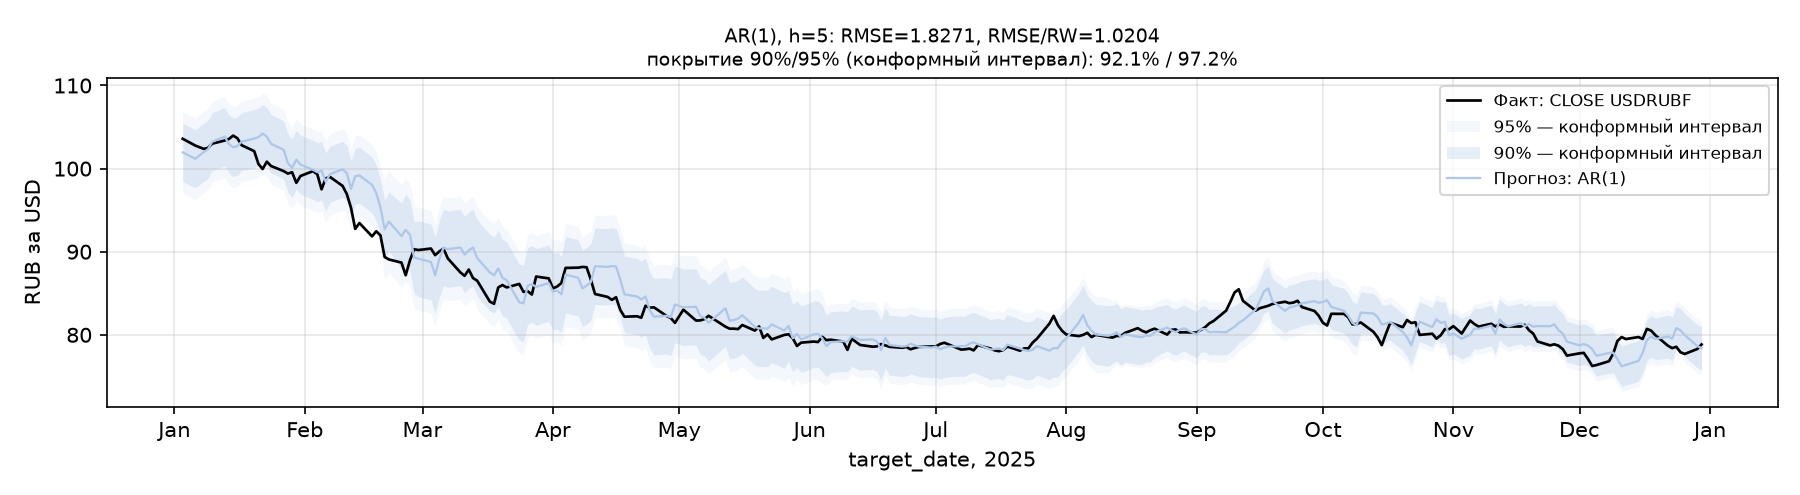 AR(1), h=5: RMSE=1.8271, RMSE/RW=1.0204
покрытие 90%/95% (конформный интервал): 92.1% / 97.2%
110
100
90
80
RUB за USD
Факт: CLOSE USDRUBF
95% — конформный интервал
90% — конформный интервал
Прогноз: AR(1)
Jan Feb Mar Apr May Jun Jul Aug Sep Oct Nov Dec Jan
target_date, 2025